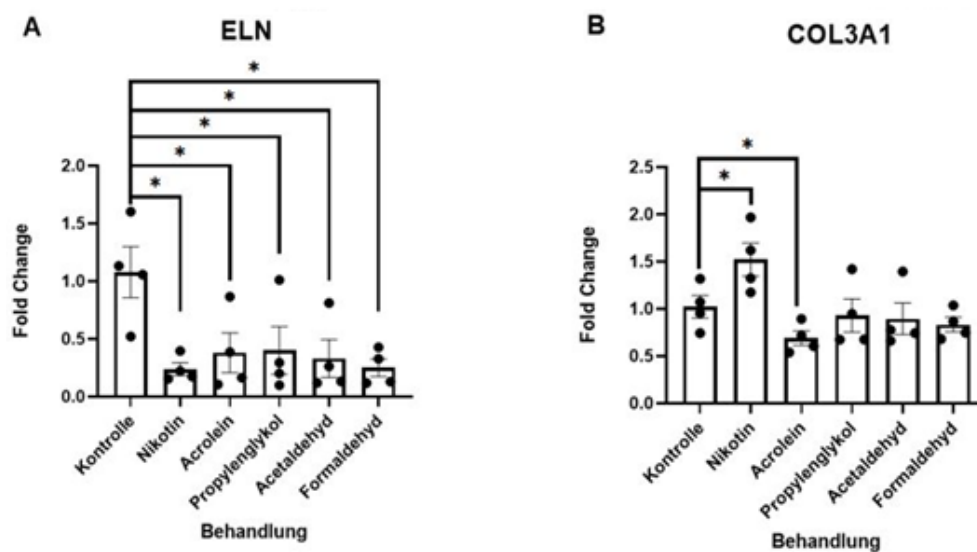 A
ELN
*
*
*
*
*
2.0
1.5
1.0
0.5
0.0
Fold Change
Kontrolle
Nikotin
Acrolein
Propylenglykol
Acetaldehyd
Formaldehyd
Behandlung
B
COL3A1
*
*
2.5
2.0
1.5
1.0
0.5
0.0
Fold Change
Kontrolle
Nikotin
Acrolein
Propylenglykol
Acetaldehyd
Formaldehyd
Behandlung